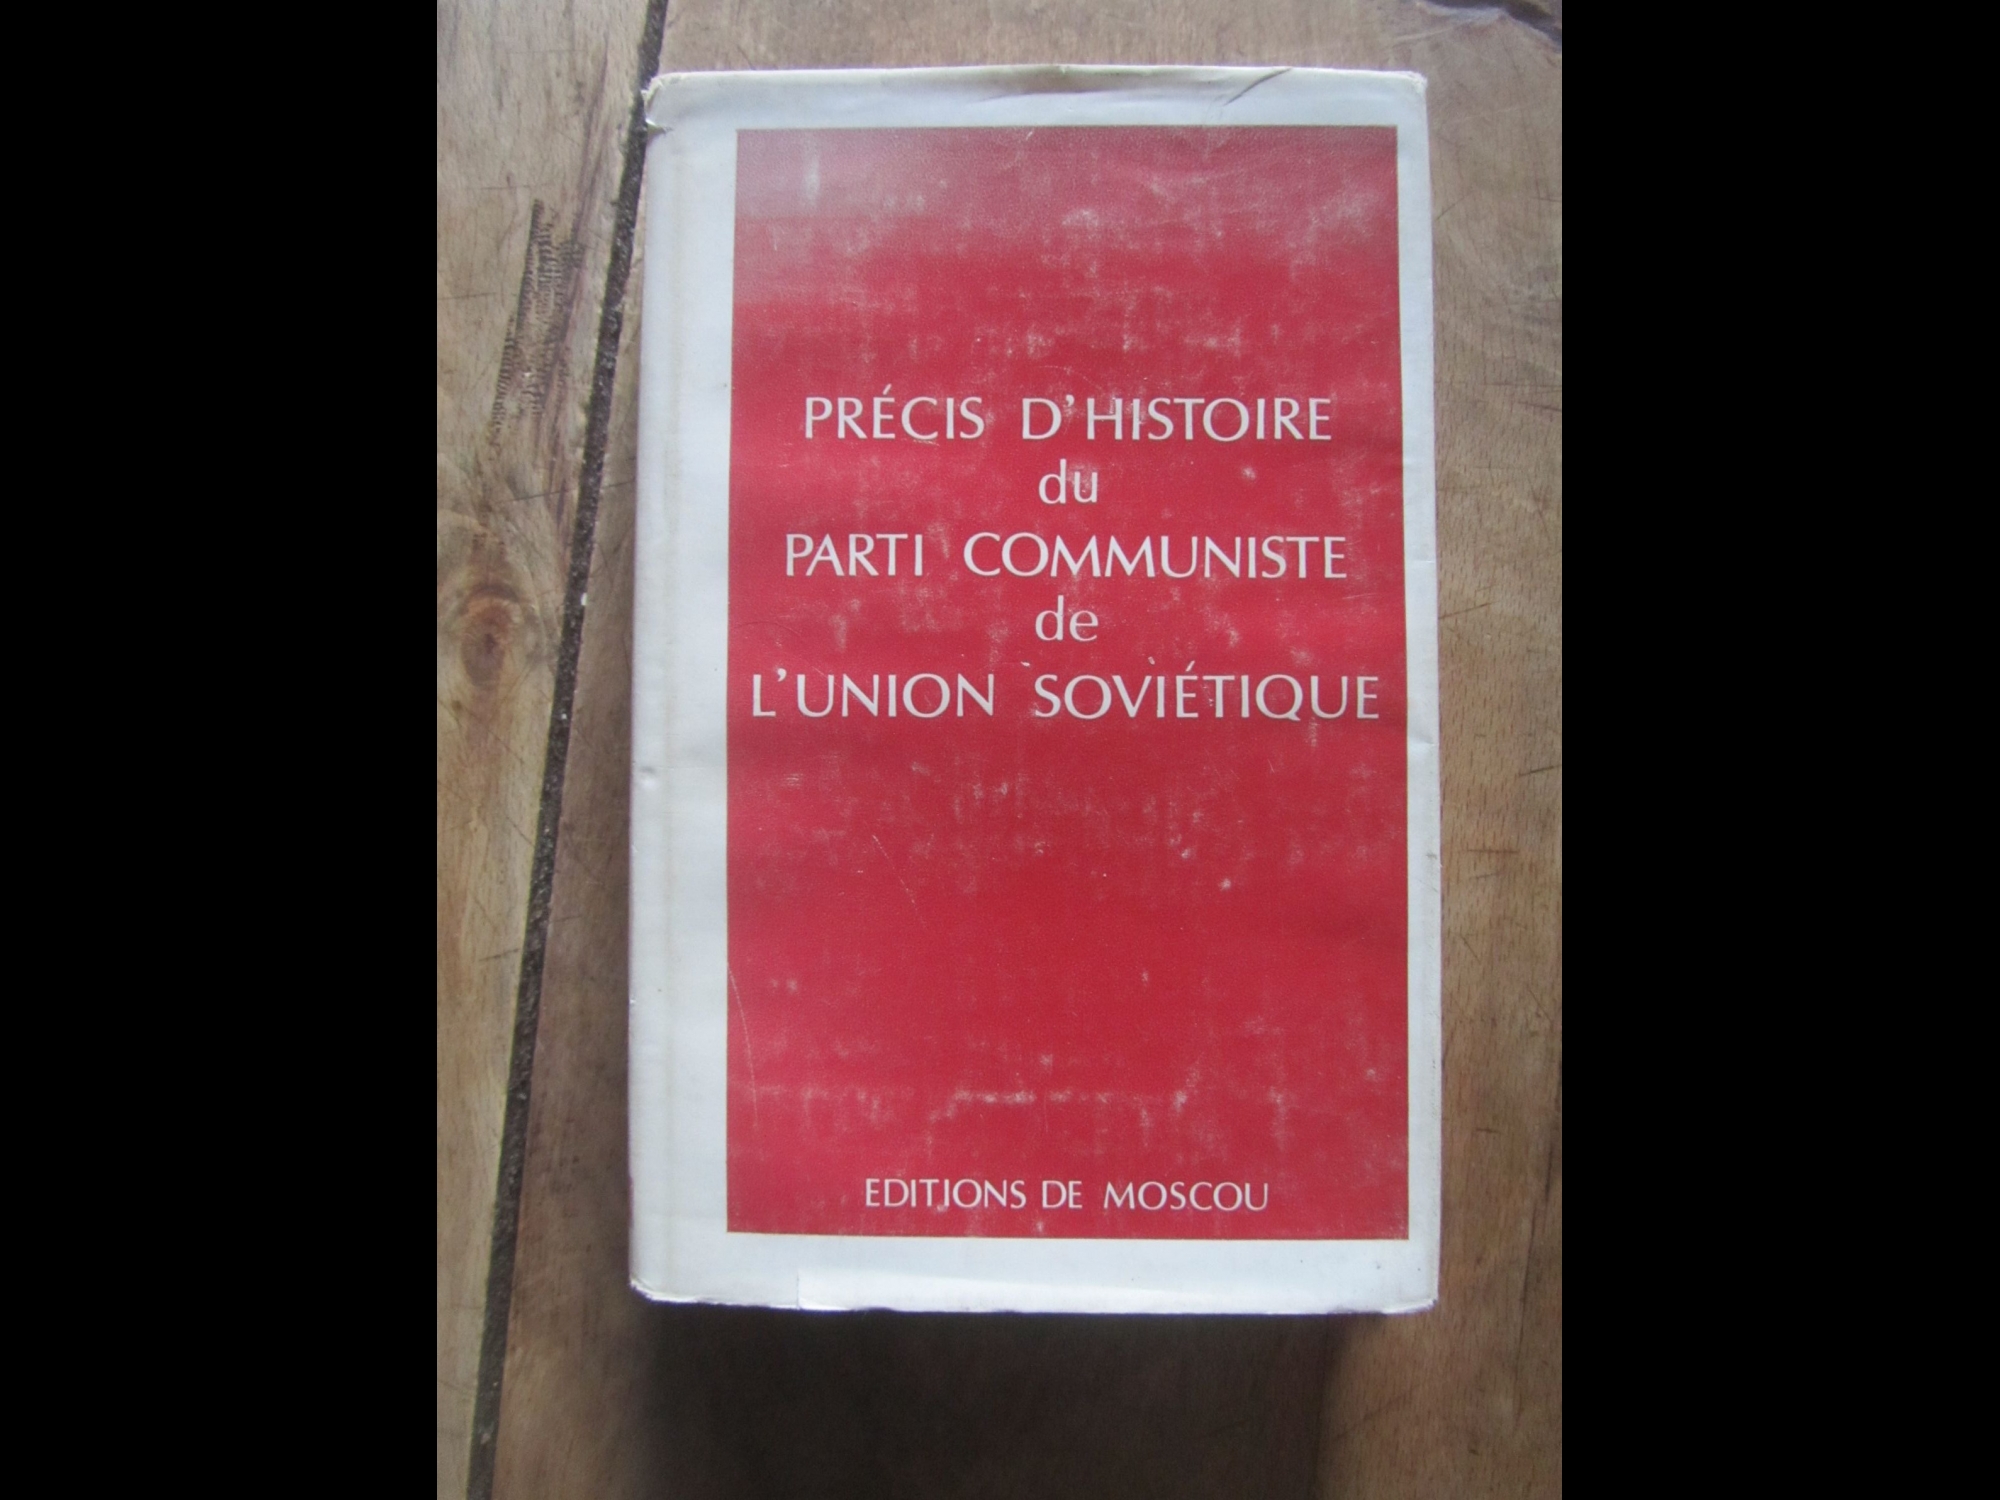 PRÉCIS D'HISTOIRE
du
PARTI COMMUNISTE
de
L'UNION SOVIÉTIQUE
EDITIONS DE MOSCOU